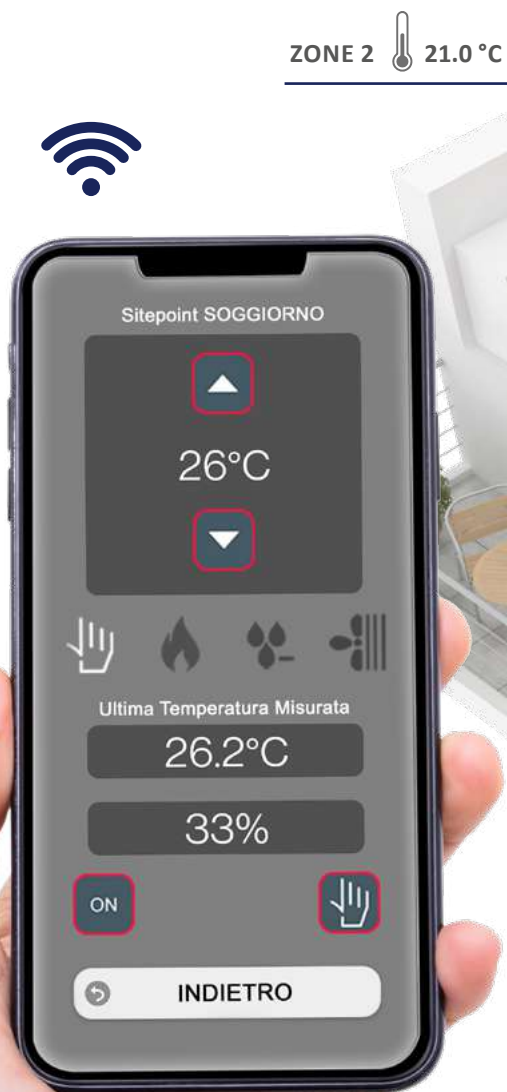 ZONE 2 21.0 °C
Sitepoint SOGGIORNO
26°C
Ultima Temperatura Misurata
26.2°C
33%
ON
INDIETRO